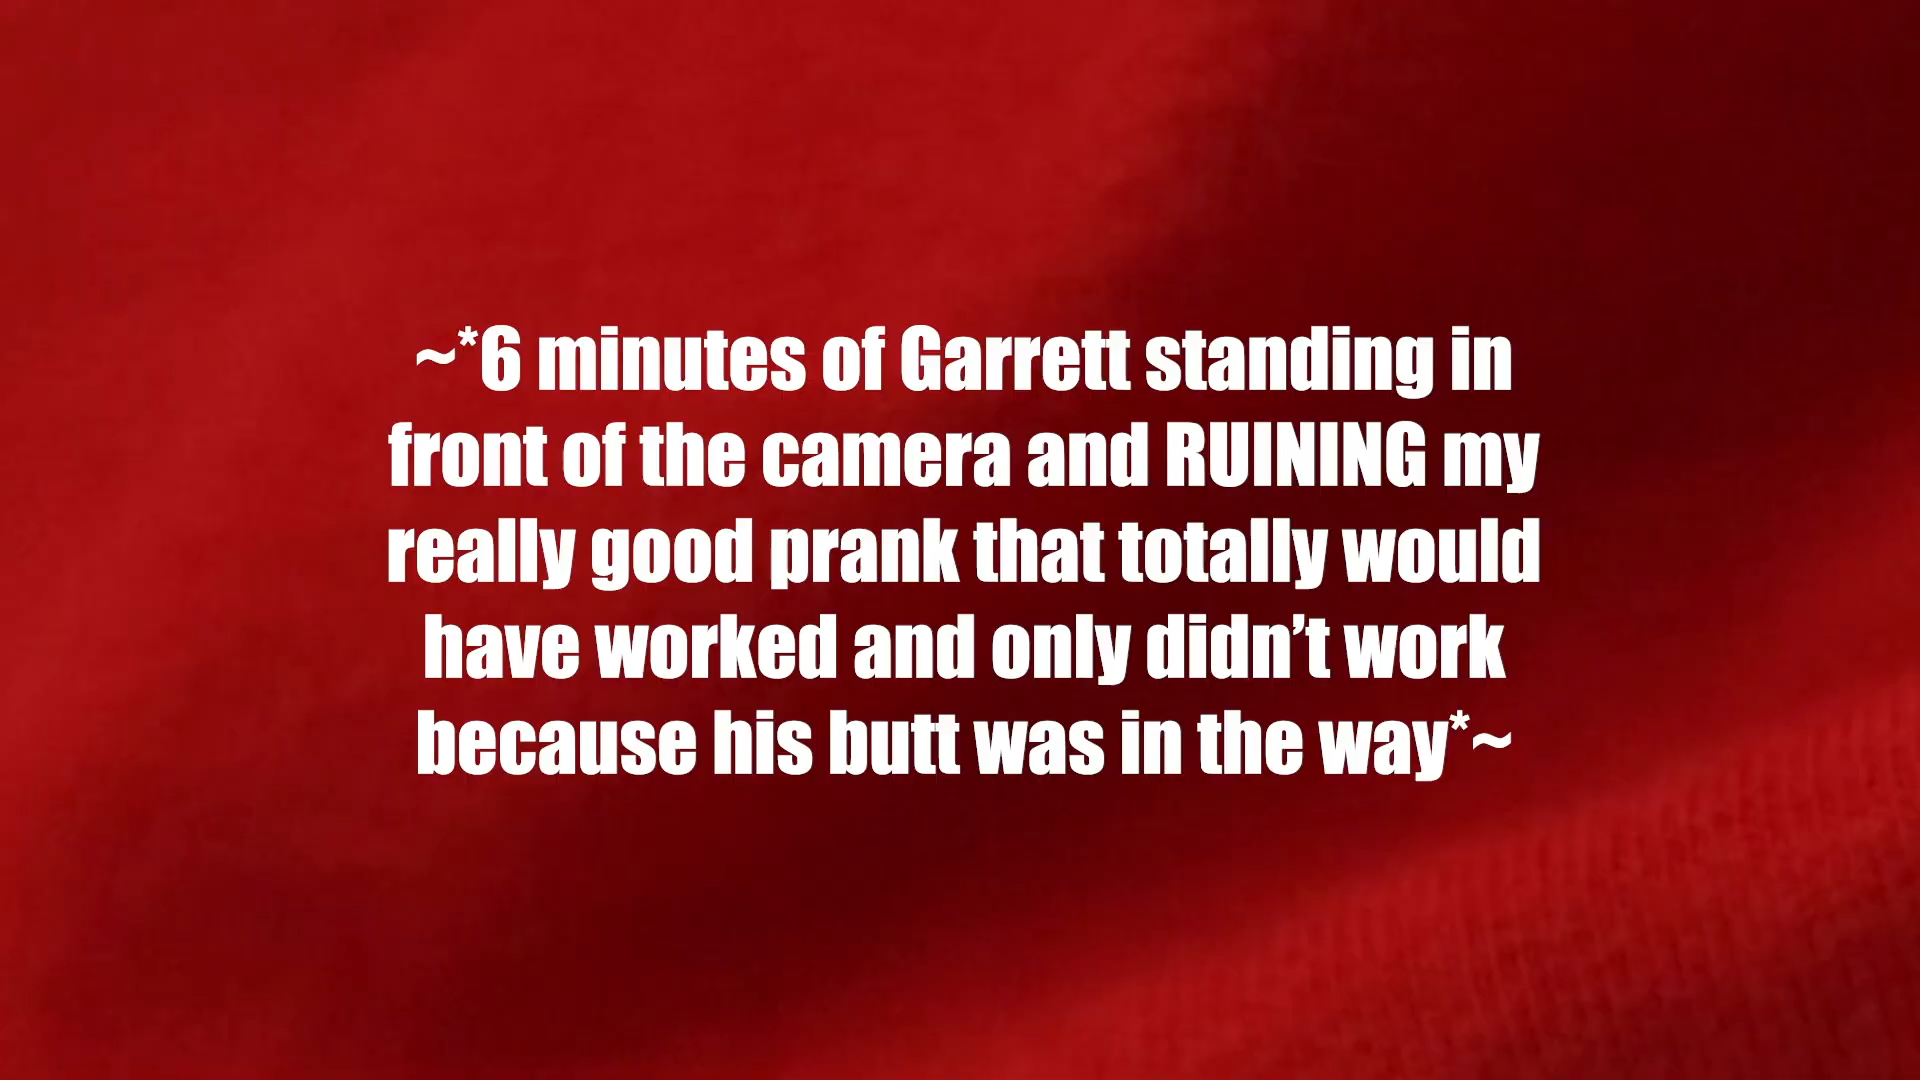 ~*6 minutes of Garrett standing in
front of the camera and RUINING my
really good prank that totally would
have worked and only didn’t work
because his butt was in the way*~